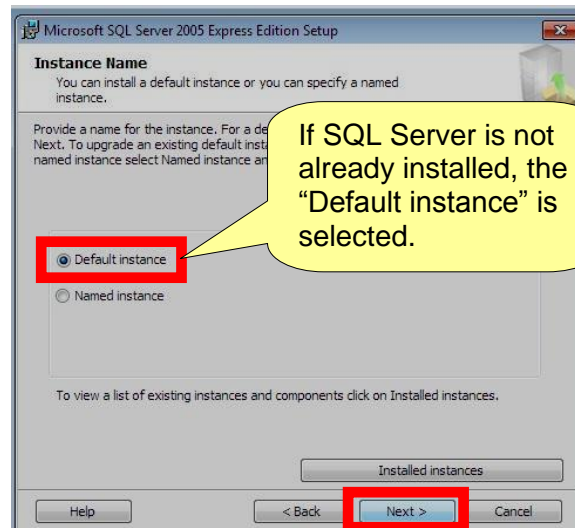 Microsoft SQL Server 2005 Express Edition Setup
Instance Name
You can install a default instance or you can specify a named
instance.
Provide a name for the instance. For a de
Next. To upgrade an existing default insta
named instance select Named instance an
If SQL Server is not
already installed, the
“Default instance” is
selected.
Default instance
Named instance
To view a list of existing instances and components click on Installed instances.
Installed instances
Help
< Back
Next >
Cancel